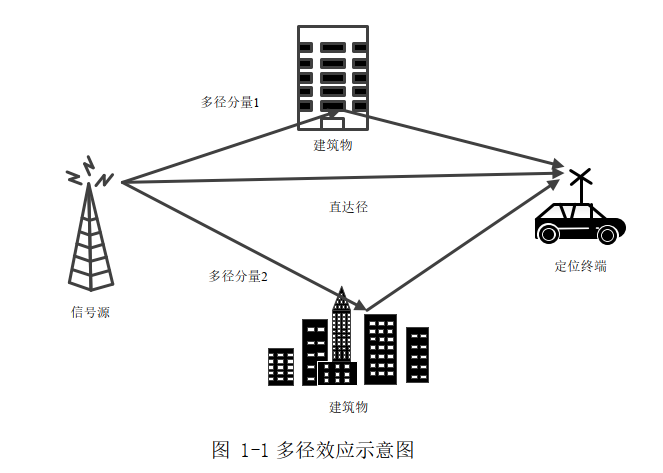 多径分量1
建筑物
直达径
定位终端
多径分量2
信号源
建筑物
图 1-1多径效应示意图